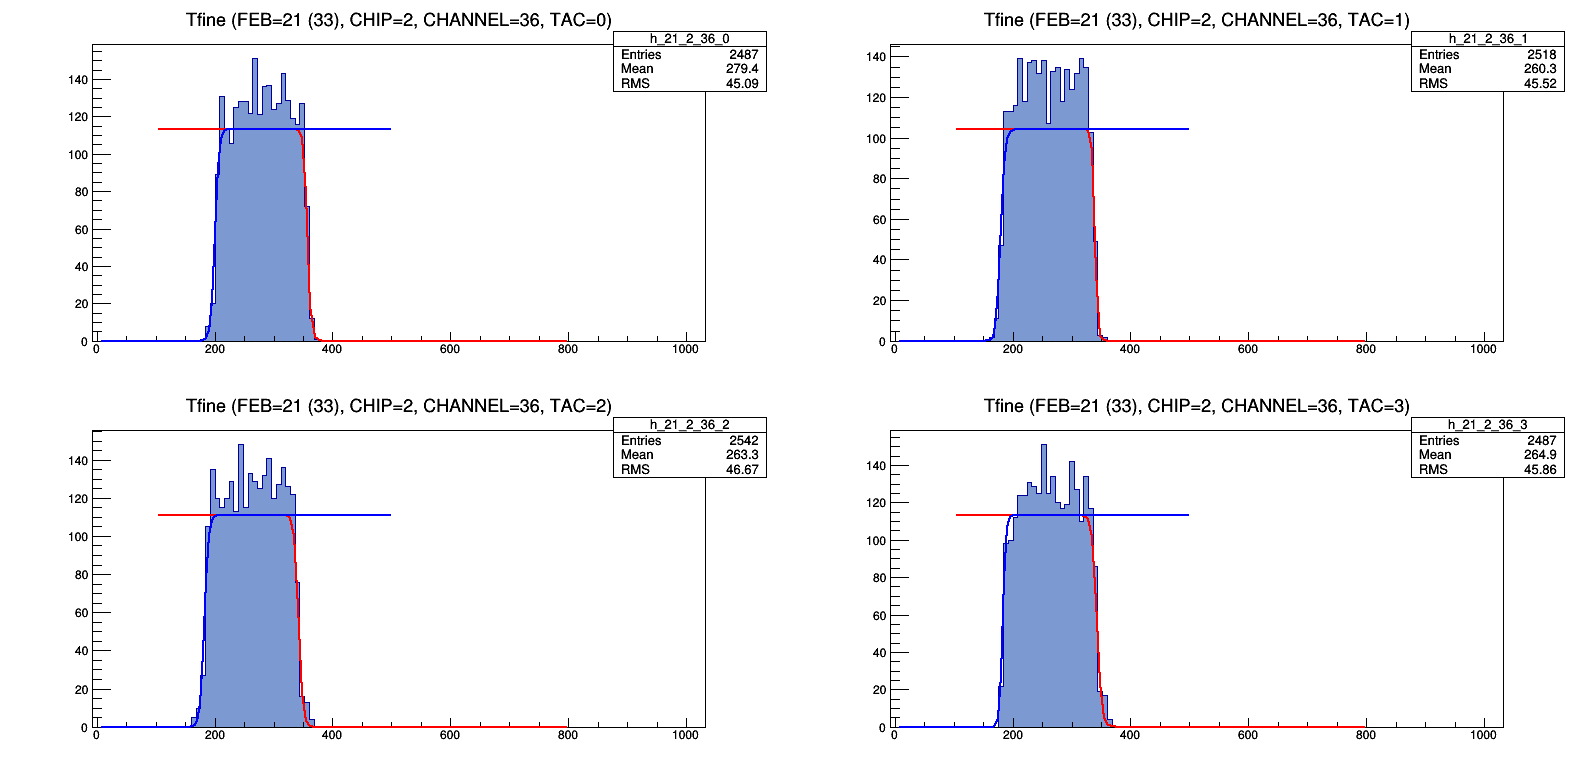 Tfine (FEB=21 (33), CHIP=2, CHANNEL=36, TAC=0)
h_21_2_36_0
Entries 2487
Mean 279.4
RMS 45.09
140
120
100
80
60
40
20
0
0 200 400 600 800 1000
Tfine (FEB=21 (33), CHIP=2, CHANNEL=36, TAC=1)
h_21_2_36_1
Entries 2518
Mean 260.3
RMS 45.52
140
120
100
80
60
40
20
0
0 200 400 600 800 1000
Tfine (FEB=21 (33), CHIP=2, CHANNEL=36, TAC=2)
h_21_2_36_2
Entries 2542
Mean 263.3
RMS 46.67
140
120
100
80
60
40
20
0
0 200 400 600 800 1000
Tfine (FEB=21 (33), CHIP=2, CHANNEL=36, TAC=3)
h_21_2_36_3
Entries 2487
Mean 264.9
RMS 45.86
140
120
100
80
60
40
20
0
0 200 400 600 800 1000